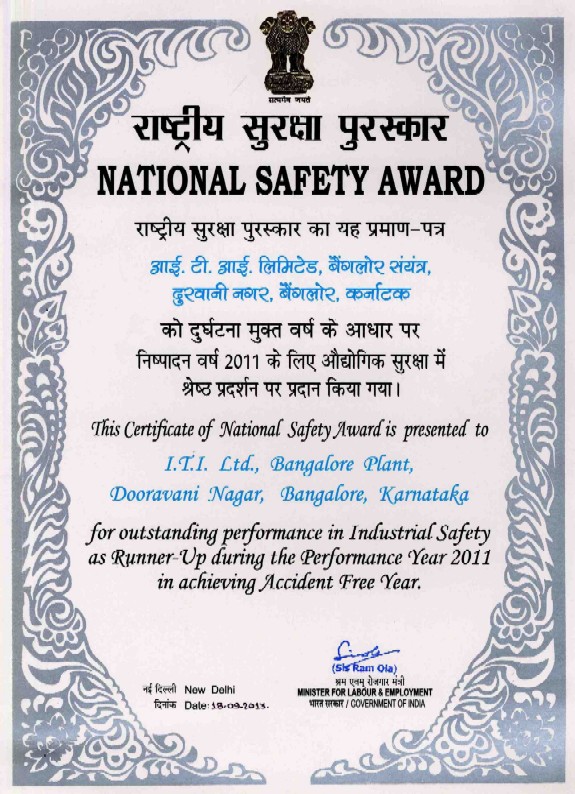 सत्यमेव जयते
राष्ट्रीय सुरक्षा पुरस्कार
NATIONAL SAFETY AWARD
राष्ट्रीय सुरक्षा पुरस्कार का यह प्रमाण-पत्र
आई. टी. आई. लिमिटेड, बैंगलोर संयंत्र,
दुरवानी नगर, बैंगलोर, कर्नाटक
को दुर्घटना मुक्त वर्ष के आधार पर
निष्पादन वर्ष 2011 के लिए औद्योगिक सुरक्षा में
श्रेष्ठ प्रदर्शन पर प्रदान किया गया।
This Certificate of National Safety Award is presented to
I.T.I. Ltd., Bangalore Plant,
Dooravani Nagar, Bangalore, Karnataka
for outstanding performance in Industrial Safety
as Runner-Up during the Performance Year 2011
in achieving Accident Free Year.
(Sis Ram Ola)
श्रम एवम् रोजगार मंत्री
MINISTER FOR LABOUR & EMPLOYMENT
भारत सरकार / GOVERNMENT OF INDIA
नई दिल्ली New Delhi
दिनांक Date: 18.09.2013.